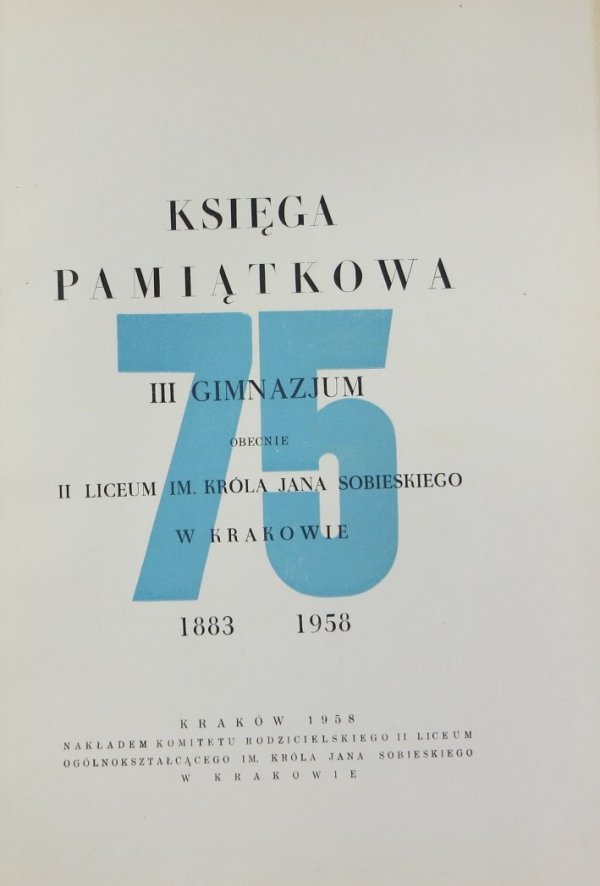 KSIĘGA
PAMIĄTKOWA
75
III GIMNAZJUM
OBECNIE
II LICEUM IM. KRÓLA JANA SOBIESKIEGO
W KRAKOWIE
1883 1958
KRAKÓW 1958
NAKŁADEM KOMITETU RODZICIELSKIEGO II LICEUM
OGÓLNOKSZTAŁCĄCEGO IM. KRÓLA JANA SOBIESKIEGO
W KRAKOWIE